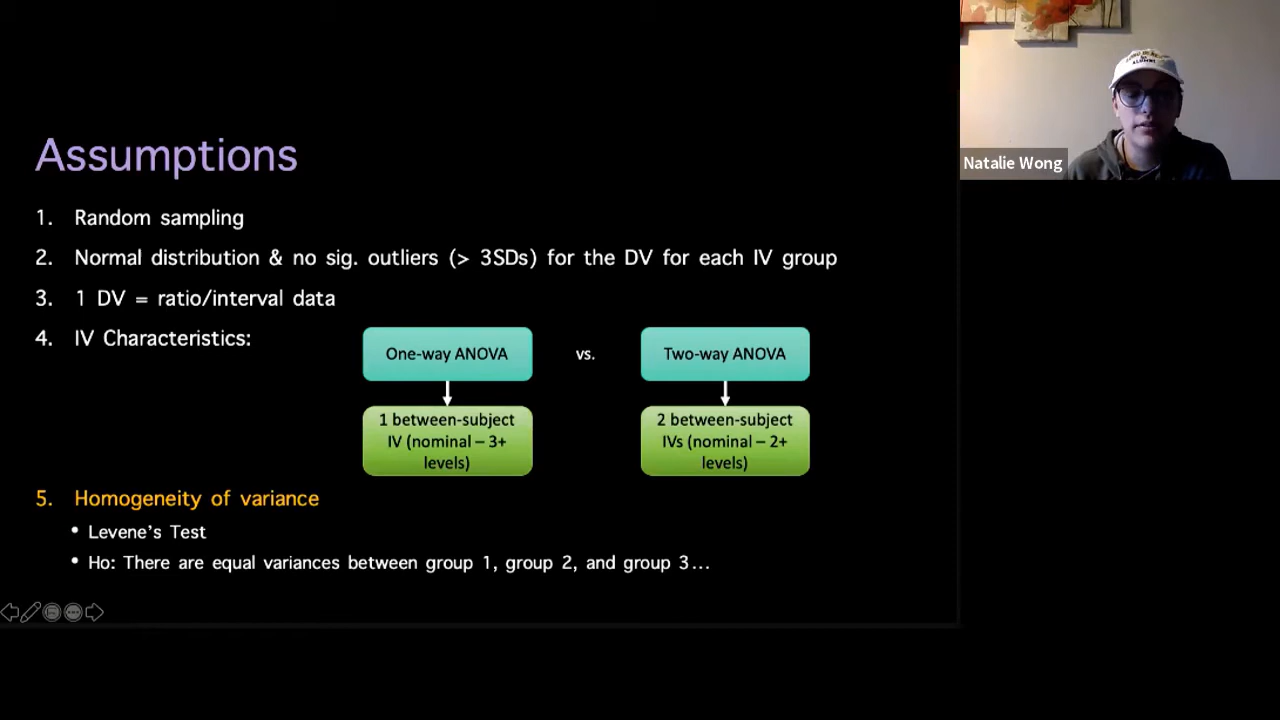 Assumptions
1. Random sampling
2. Normal distribution & no sig. outliers (> 3SDs) for the DV for each IV group
3. 1 DV = ratio/interval data
4. IV Characteristics:
One-way ANOVA
vs.
Two-way ANOVA
1 between-subject
IV (nominal – 3+
levels)
2 between-subject
IVs (nominal – 2+
levels)
5. Homogeneity of variance
• Levene's Test
• Ho: There are equal variances between group 1, group 2, and group 3...
Natalie Wong
ALUMNI